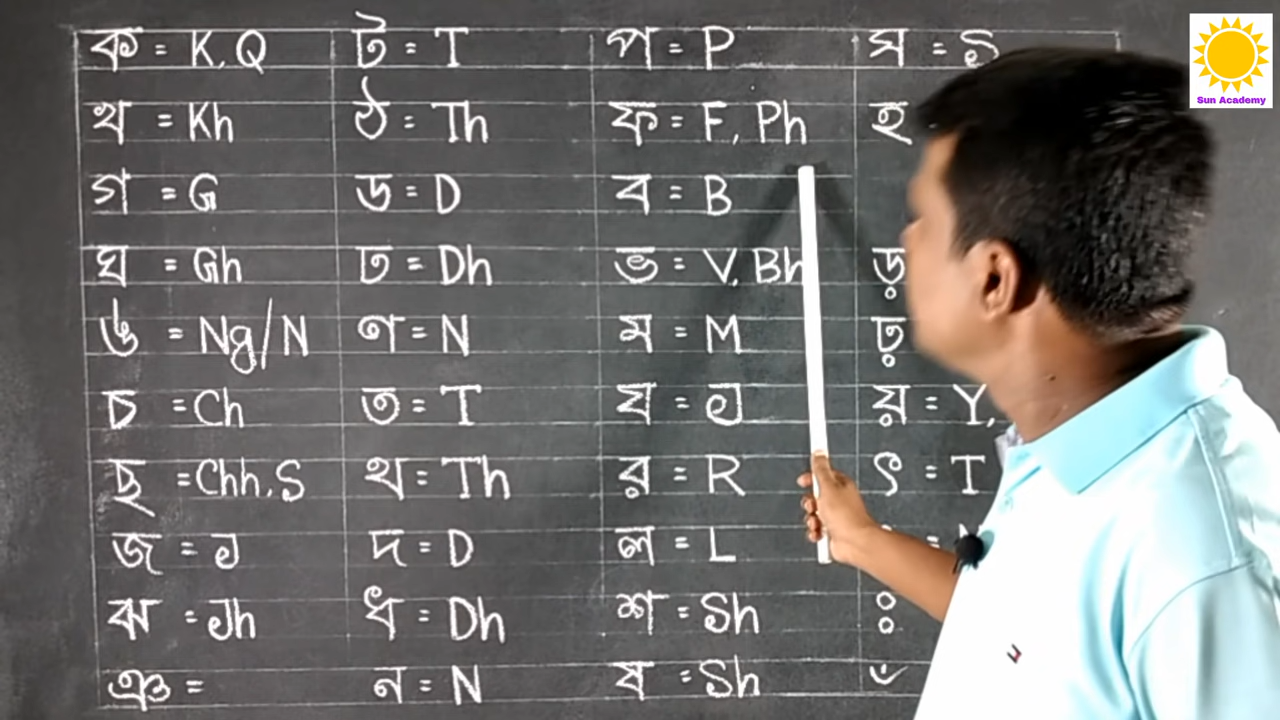 ক = K, Q ট = T প = P স = S
খ = Kh ঠ = Th ফ = F, Ph হ
গ = G ড = D ব = B
ঘ = Gh ঢ = Dh ভ = V, Bh ড়
ঙ = Ng/N ণ = N ম = M ঢ়
চ = Ch ত = T য = J য় = Y,
ছ = Chh, S থ = Th র = R ৎ = T
জ = J দ = D ল = L ং =
ঝ = Jh ধ = Dh শ = Sh ঃ
ঞ = ন = N ষ = Sh ঁ
Sun Academy